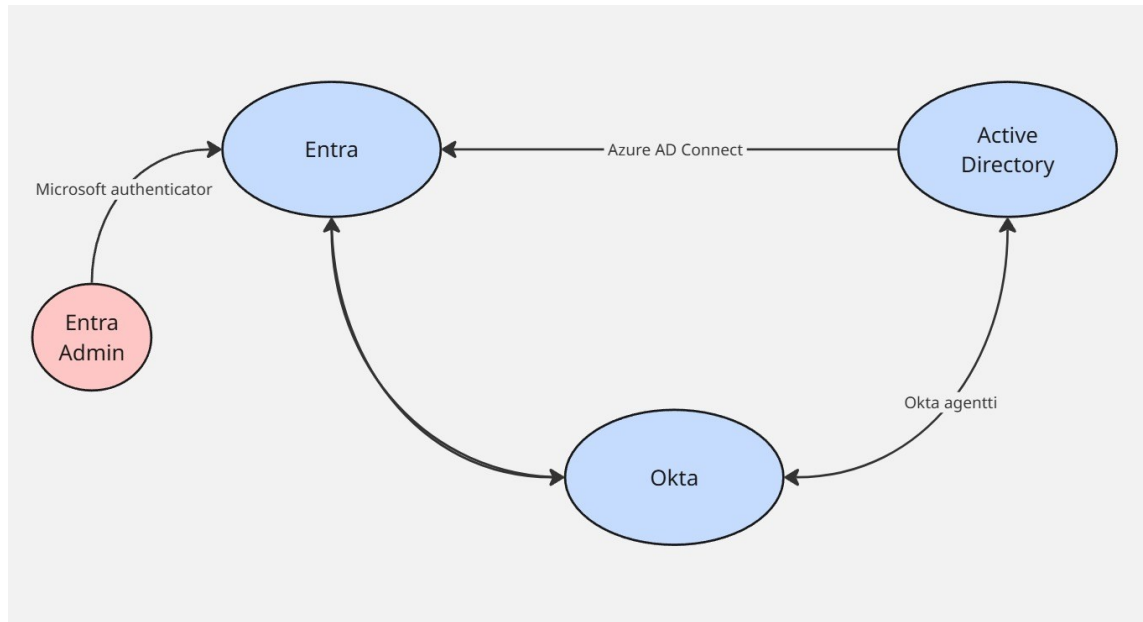 Entra
Azure AD Connect
Active
Directory
Microsoft authenticator
Entra
Admin
Okta agentti
Okta